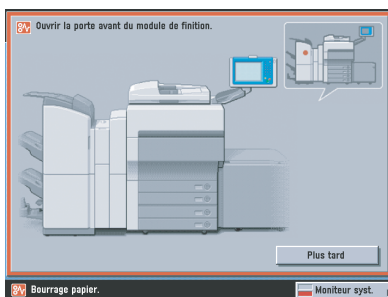 Ouvrir la porte avant du module de finition.
Plus tard
Bourrage papier.
Moniteur syst.